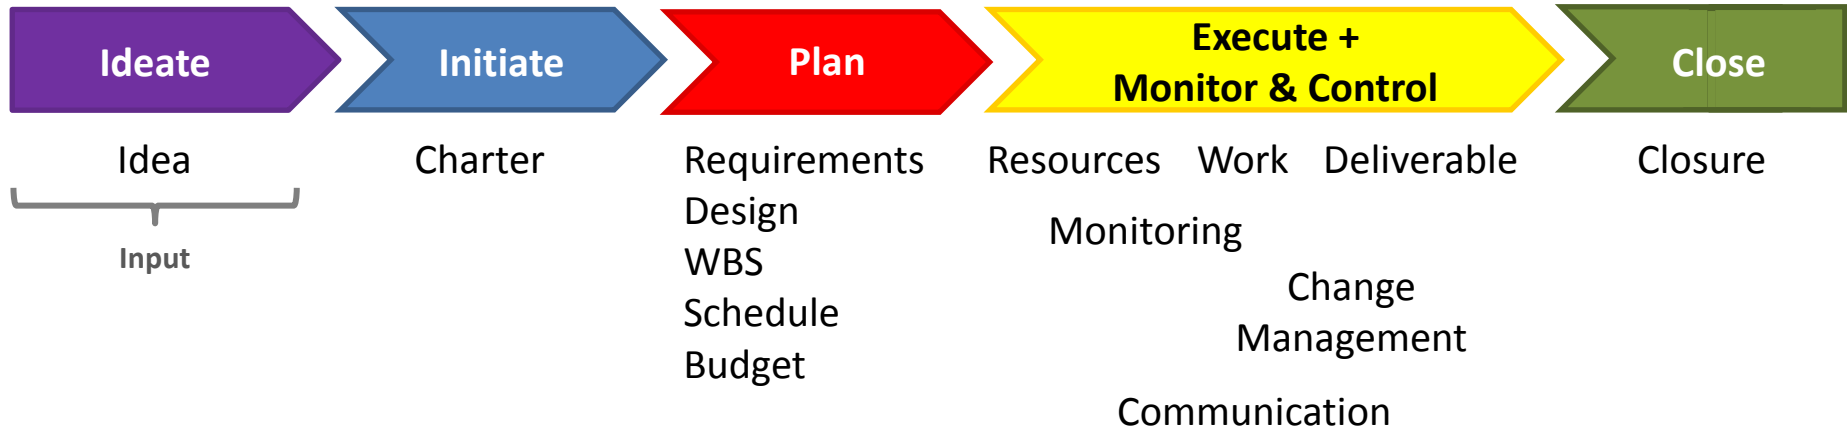 Ideate
Initiate
Plan
Execute +
Monitor & Control
Close
Idea
Charter
Requirements
Design
WBS
Schedule
Budget
Resources Work Deliverable
Monitoring
Change
Management
Communication
Closure
Input